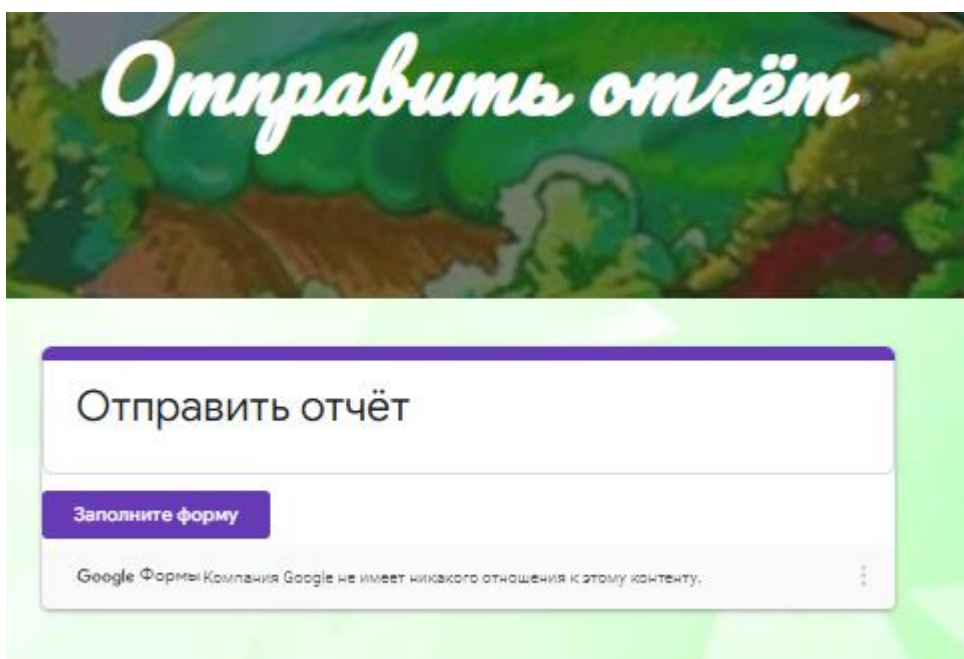 Отправить отчёт
Отправить отчёт
Заполните форму
Google Формы Компания Google не имеет никакого отношения к этому контенту.